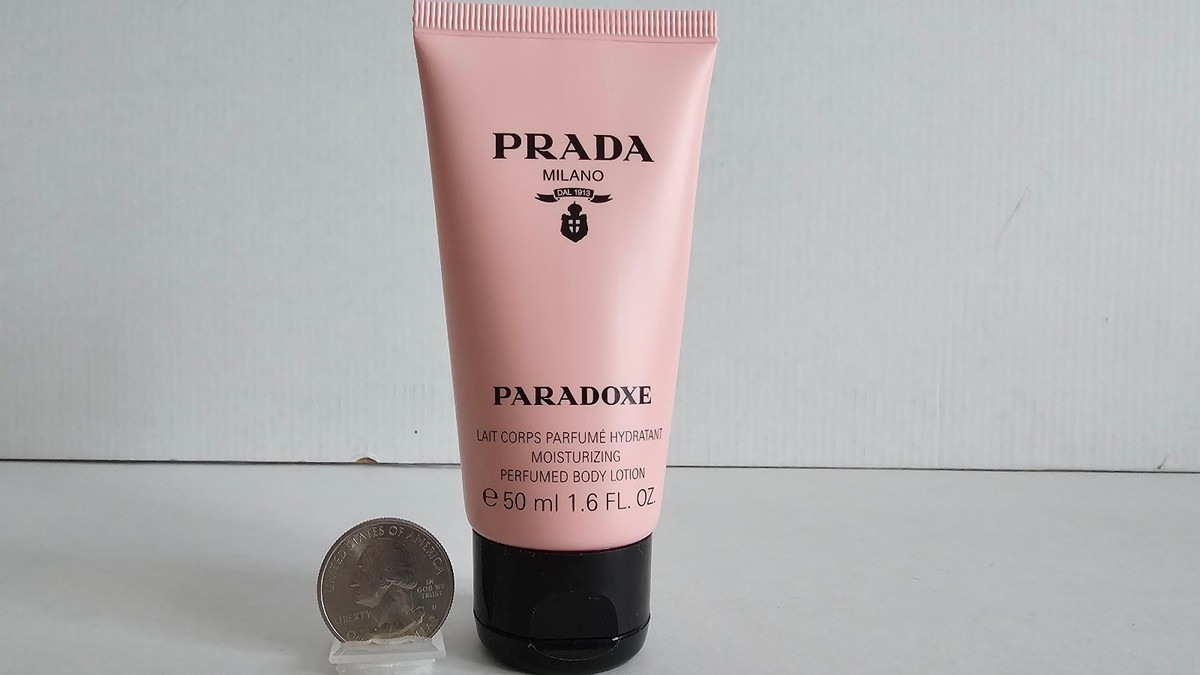 PRADA
MILANO
DAL 1913
PARADOXE
LAIT CORPS PARFUMÉ HYDRATANT
MOISTURIZING
PERFUMED BODY LOTION
e 50 ml 1.6 FL. OZ.
UNITED STATES OF AMERICA
IN
GOD WE
TRUST
LIBERTY
D